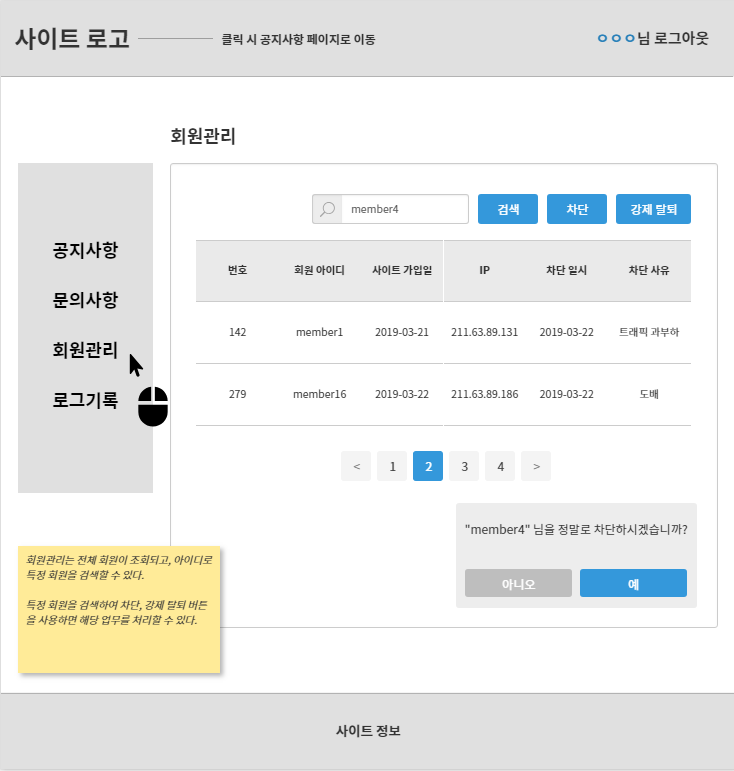 사이트 로고
클릭 시 공지사항 페이지로 이동
ㅇㅇㅇ님 로그아웃
회원관리
공지사항
문의사항
회원관리
로그기록
member4 검색 차단 강제 탈퇴
번호 회원 아이디 사이트 가입일 IP 차단 일시 차단 사유
142 member1 2019-03-21 211.63.89.131 2019-03-22 트래픽 과부하
279 member16 2019-03-22 211.63.89.186 2019-03-22 도배
< 1 2 3 4 >
"member4" 님을 정말로 차단하시겠습니까?
아니오 예
회원관리는 전체 회원이 조회되고, 아이디로
특정 회원을 검색할 수 있다.
특정 회원을 검색하여 차단, 강제 탈퇴 버튼
을 사용하면 해당 업무를 처리할 수 있다.
사이트 정보